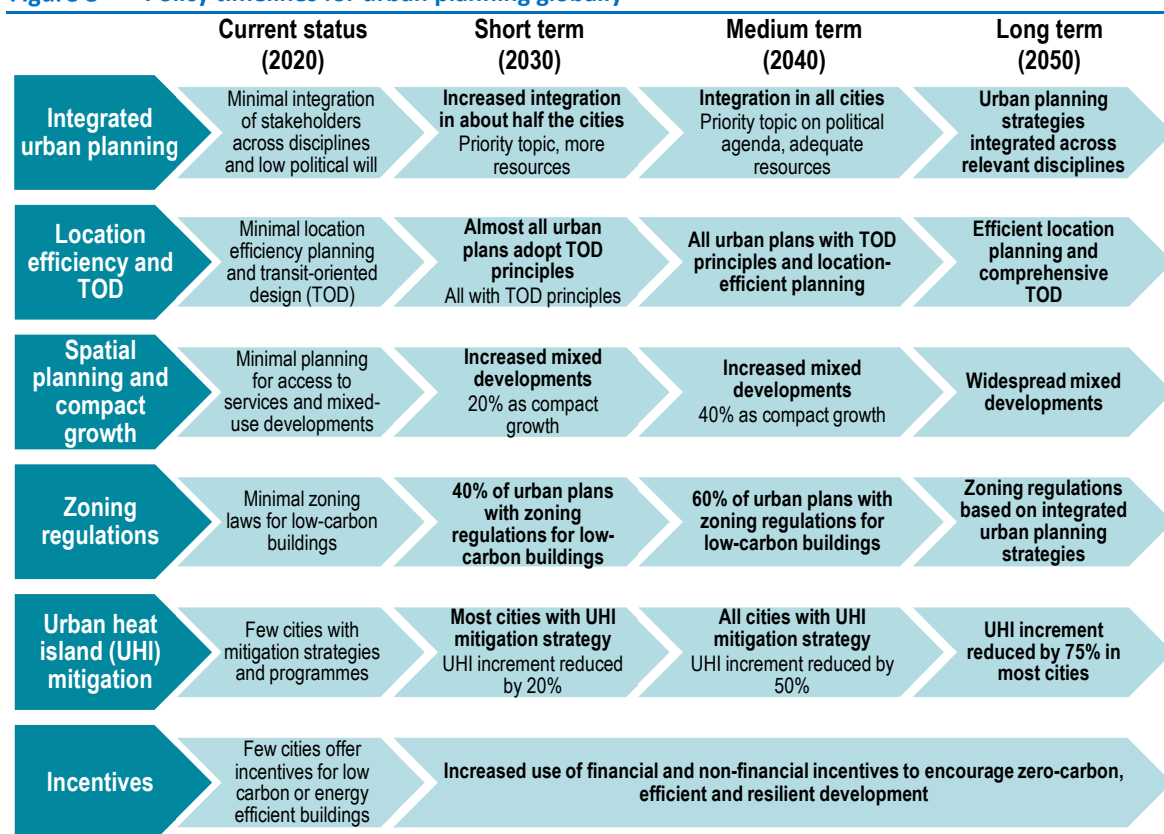 Figure Policy timelines for urban planning globally
Current status
(2020)
Short term
(2030)
Medium term
(2040)
Long term
(2050)
Integrated
urban planning
Minimal integration
of stakeholders
across disciplines
and low political will
Increased integration
in about half the cities
Priority topic, more
resources
Integration in all cities
Priority topic on political
agenda, adequate
resources
Urban planning
strategies
integrated across
relevant disciplines
Location
efficiency and
TOD
Minimal location
efficiency planning
and transit-oriented
design (TOD)
Almost all urban
plans adopt TOD
principles
All with TOD principles
All urban plans with TOD
principles and location-
efficient planning
Efficient location
planning and
comprehensive
TOD
Spatial
planning and
compact
growth
Minimal planning
for access to
services and mixed-
use developments
Increased mixed
developments
20% as compact
growth
Increased mixed
developments
40% as compact growth
Widespread mixed
developments
Zoning
regulations
Minimal zoning
laws for low-carbon
buildings
40% of urban plans
with zoning
regulations for low-
carbon buildings
60% of urban plans with
zoning regulations for
low-carbon buildings
Zoning regulations
based on integrated
urban planning
strategies
Urban heat
island (UHI)
mitigation
Few cities with
mitigation strategies
and programmes
Most cities with UHI
mitigation strategy
UHI increment reduced
by 20%
All cities with UHI
mitigation strategy
UHI increment reduced by
50%
UHI increment
reduced by 75% in
most cities
Incentives
Few cities offer
incentives for low
carbon or energy
efficient buildings
Increased use of financial and non-financial incentives to encourage zero-carbon,
efficient and resilient development